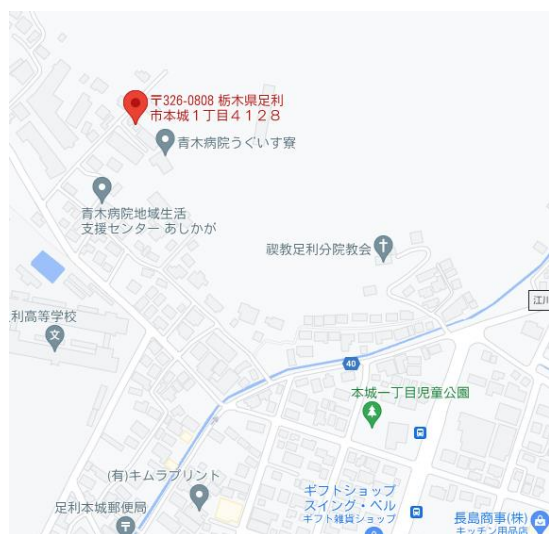 〒326-0808 栃木県足利
市本城１丁目４１２８
青木病院うぐいす寮
青木病院地域生活
支援センター あしかが
禊教足利分院教会
江川
利高等学校
文
40
本城一丁目児童公園
(有)キムラプリント
ギフトショップ
スイング・ベル
ギフト雑貨ショップ
足利本城郵便局
〒
長島商事(株)
キッチン用品店